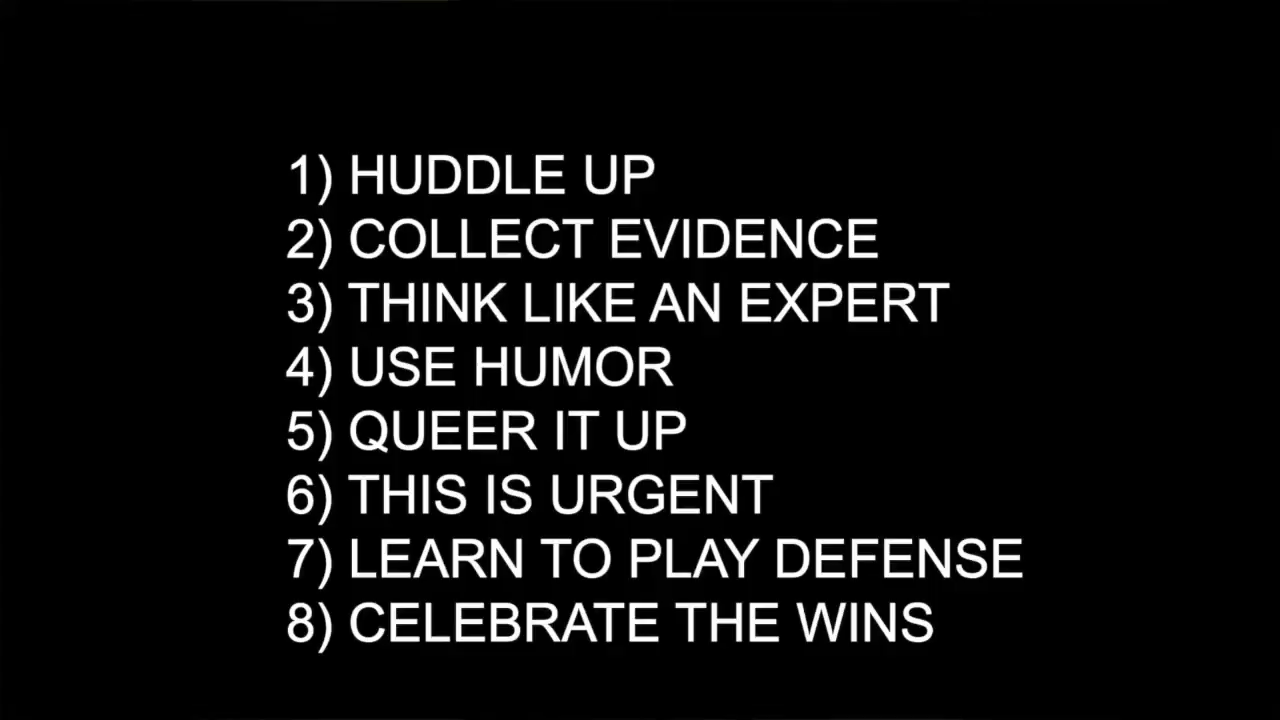 1) HUDDLE UP
2) COLLECT EVIDENCE
3) THINK LIKE AN EXPERT
4) USE HUMOR
5) QUEER IT UP
6) THIS IS URGENT
7) LEARN TO PLAY DEFENSE
8) CELEBRATE THE WINS